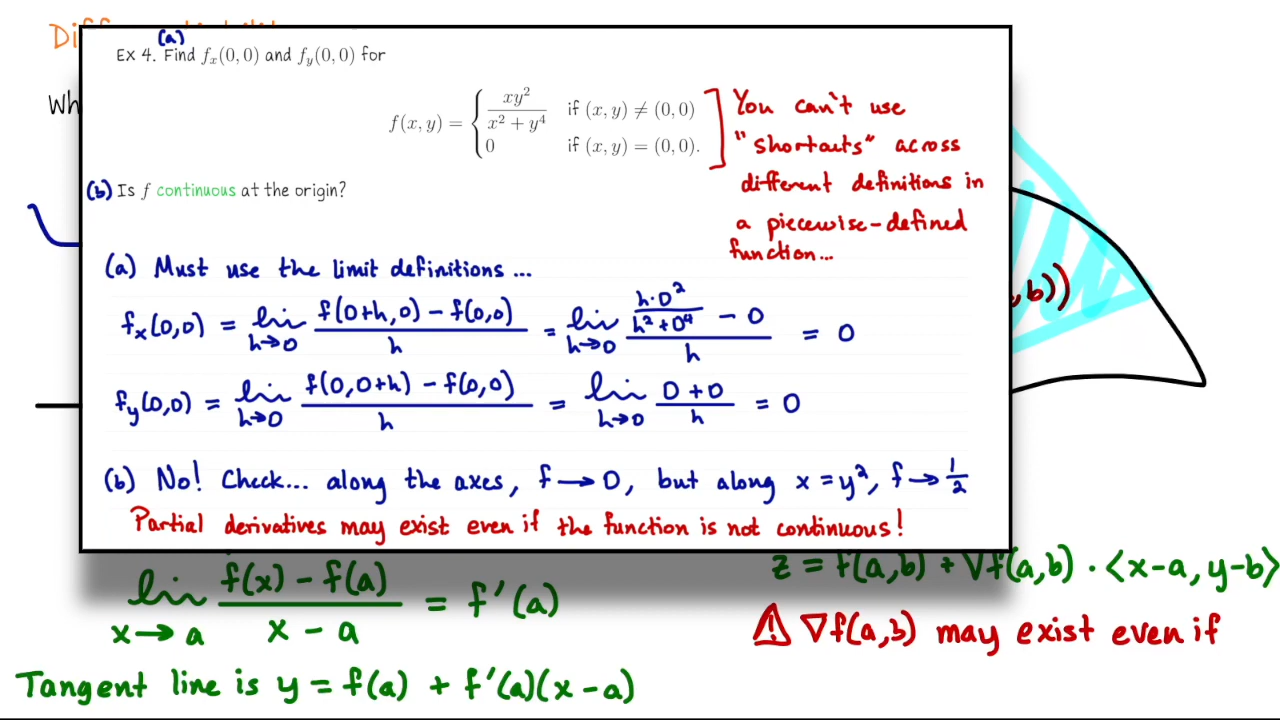 Dif
Wh
(a)
Ex 4. Find fₓ(0,0) and f_y(0,0) for
f(x, y) = { xy²/(x² + y⁴) if (x, y) ≠ (0,0)
0 if (x, y) = (0,0).
You can't use
"shortcuts" across
different definitions in
a piecewise-defined
function...
(b) Is f continuous at the origin?
(a) Must use the limit definitions...
fₓ(0,0) = lim h→0 (f(0+h,0) − f(0,0))/h = lim h→0 (h·0²/(h²+0⁴) − 0)/h = 0
f_y(0,0) = lim h→0 (f(0,0+h) − f(0,0))/h = lim h→0 (0+0)/h = 0
(b) No! Check... along the axes, f → 0, but along x = y², f → 1/2
Partial derivatives may exist even if the function is not continuous!
,b))
lim x→a (f(x) − f(a))/(x − a) = f'(a)
Tangent line is y = f(a) + f'(a)(x − a)
z = f(a,b) + ∇f(a,b) · <x−a, y−b>
⚠ ∇f(a,b) may exist even if